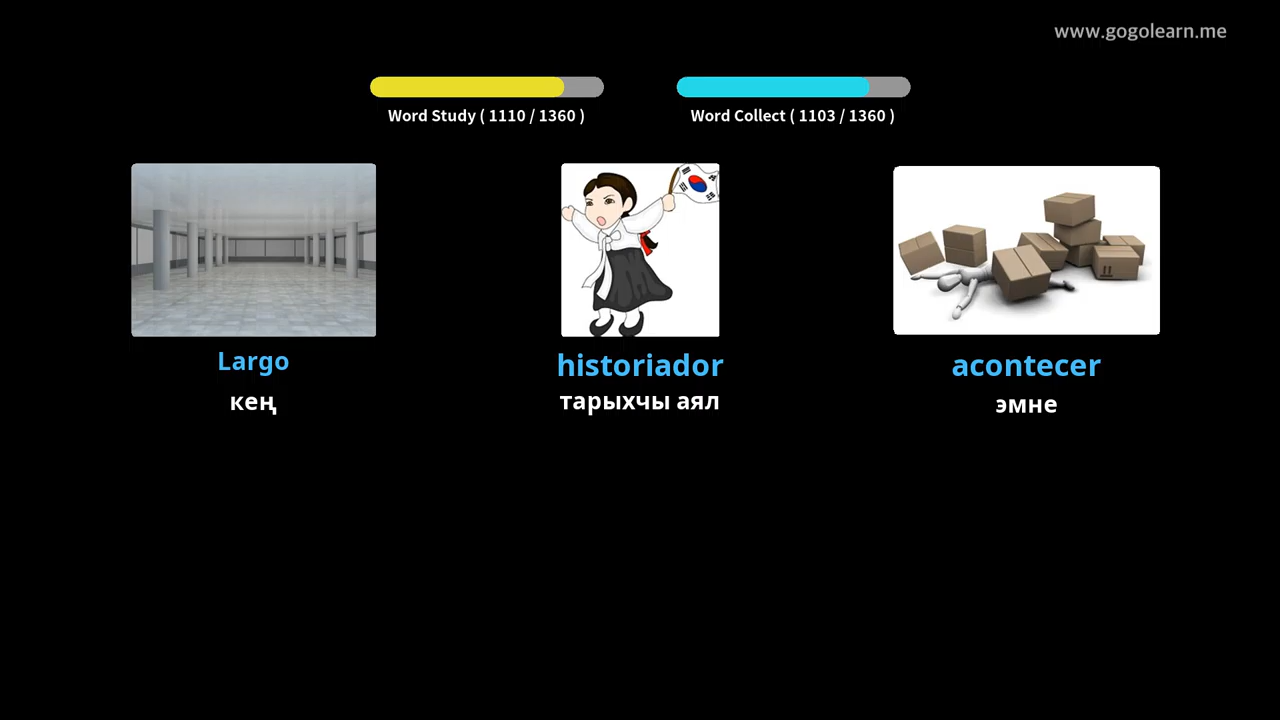 www.gogolearn.me
Word Study ( 1110 / 1360 )
Word Collect ( 1103 / 1360 )
Largo
кең
historiador
тарыхчы аял
acontecer
эмне